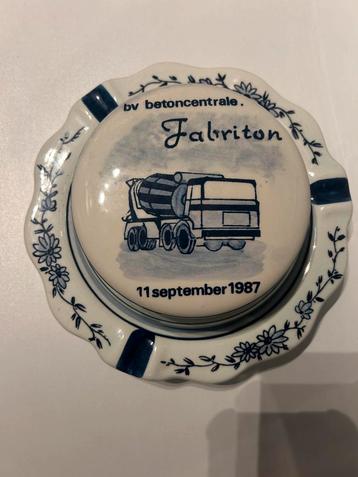 bv betoncentrale.
Fabriton
11 september 1987